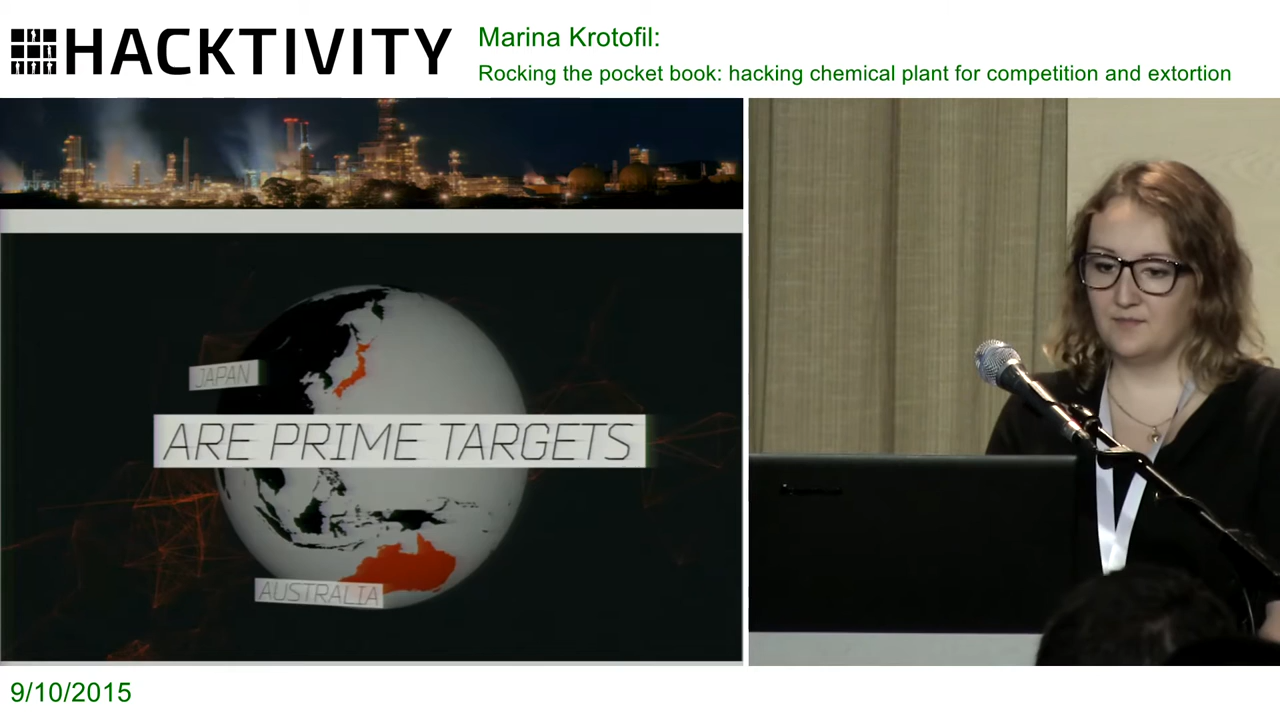 HACKTIVITY
Marina Krotofil:
Rocking the pocket book: hacking chemical plant for competition and extortion
JAPAN
ARE PRIME TARGETS
AUSTRALIA
9/10/2015